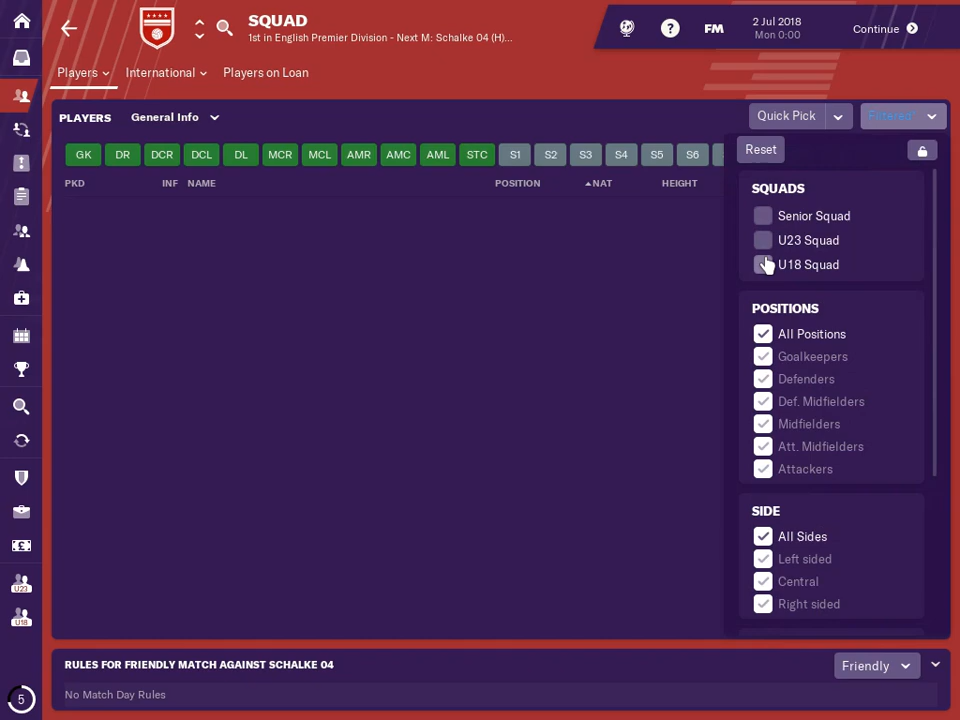 SQUAD
1st in English Premier Division - Next M: Schalke 04 (H)...
? FM
2 Jul 2018
Mon 0:00
Continue
Players International Players on Loan
PLAYERS General Info
Quick Pick Filtered*
GK DR DCR DCL DL MCR MCL AMR AMC AML STC S1 S2 S3 S4 S5 S6
Reset
PKD INF NAME POSITION NAT HEIGHT
SQUADS
Senior Squad
U23 Squad
U18 Squad
POSITIONS
All Positions
Goalkeepers
Defenders
Def. Midfielders
Midfielders
Att. Midfielders
Attackers
SIDE
All Sides
Left sided
Central
Right sided
U23
U18
RULES FOR FRIENDLY MATCH AGAINST SCHALKE 04
Friendly
No Match Day Rules
5